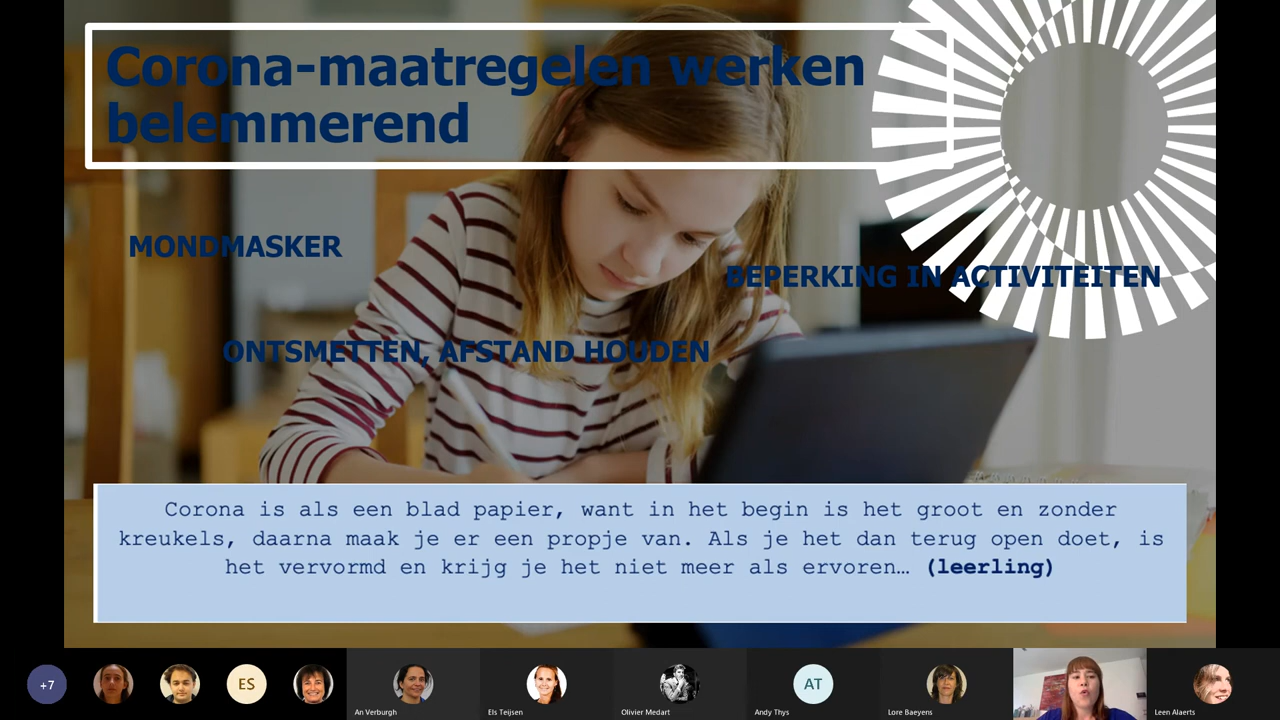 Corona-maatregelen werken
belemmerend
MONDMASKER
BEPERKING IN ACTIVITEITEN
ONTSMETTEN, AFSTAND HOUDEN
Corona is als een blad papier, want in het begin is het groot en zonder
kreukels, daarna maak je er een propje van. Als je het dan terug open doet, is
het vervormd en krijg je het niet meer als ervoren… (leerling)
+7
ES
An Verburgh
Els Teijsen
Olivier Medart
AT
Andy Thys
Lore Baeyens
Leen Alaerts